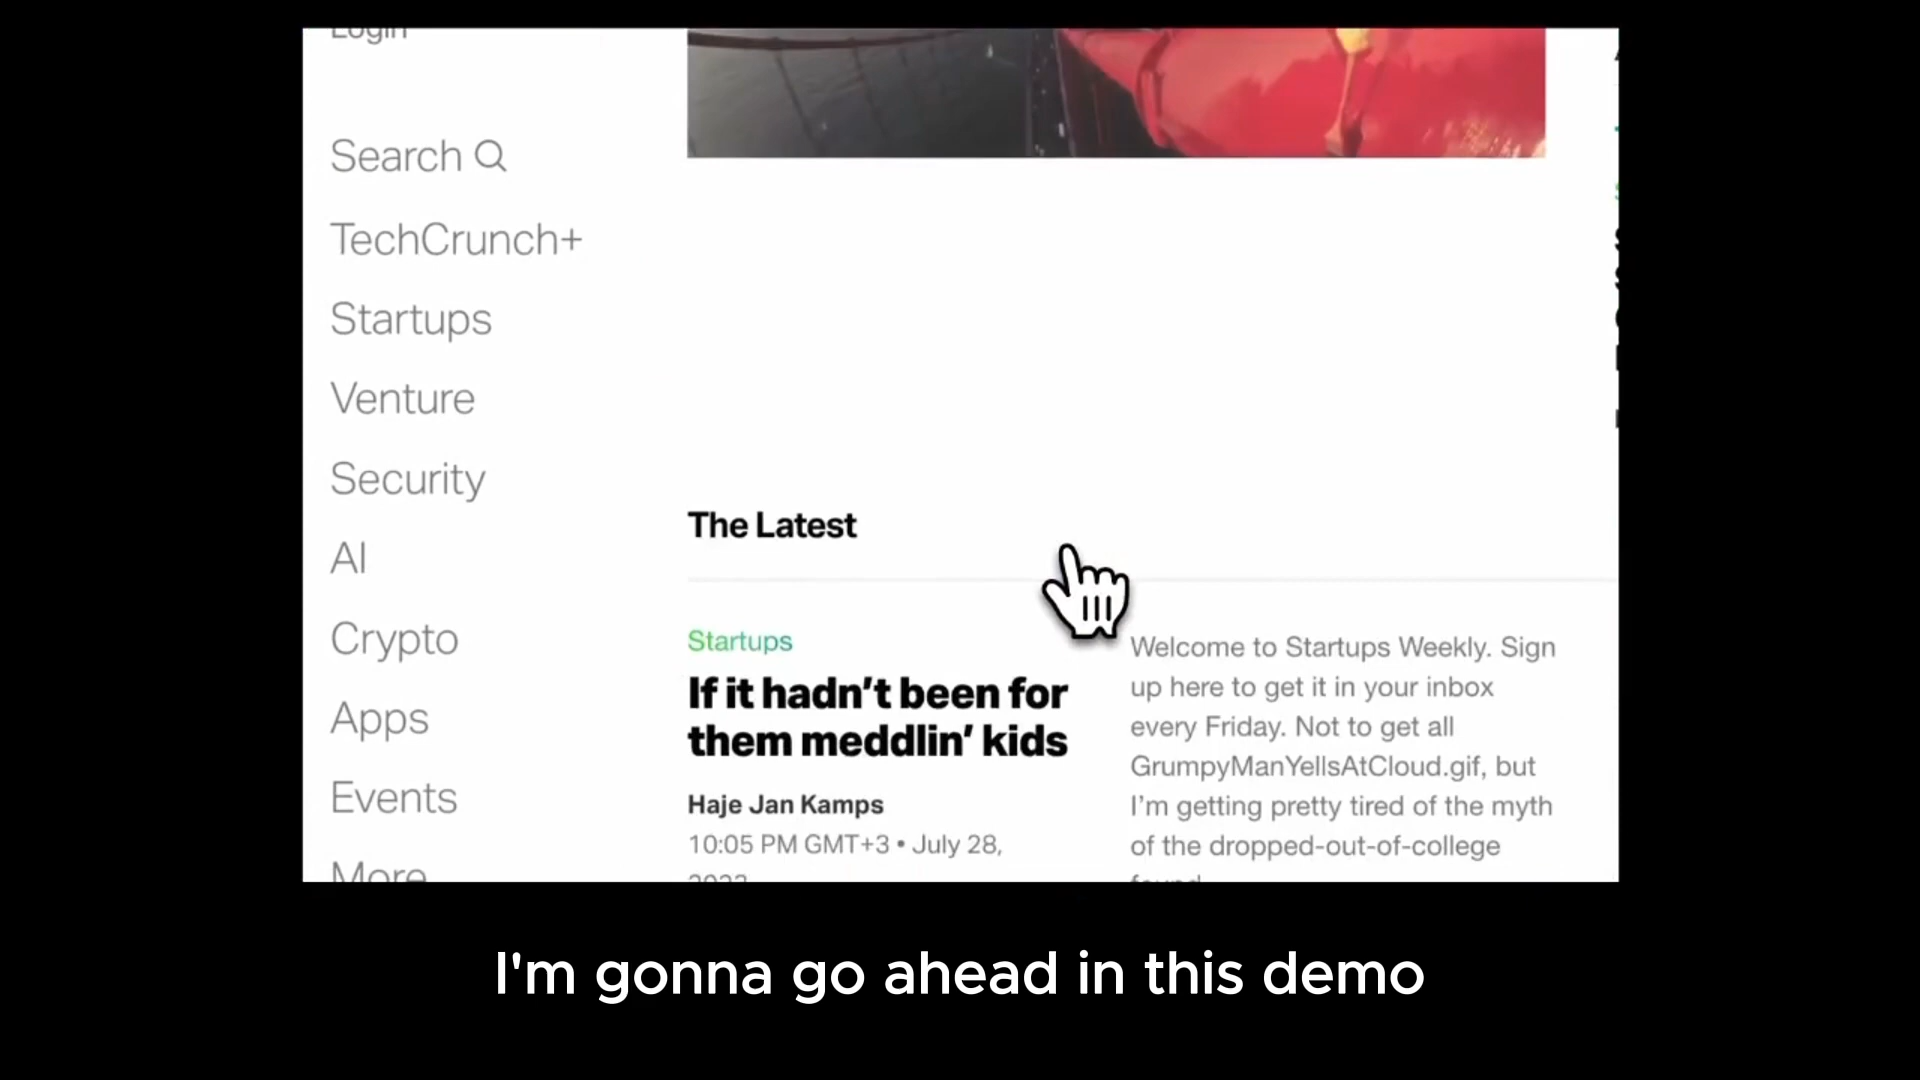 Login
Search
TechCrunch+
Startups
Venture
Security
AI
Crypto
Apps
Events
More
The Latest
Startups
If it hadn't been for
them meddlin' kids
Haje Jan Kamps
10:05 PM GMT+3 • July 28,
Welcome to Startups Weekly. Sign
up here to get it in your inbox
every Friday. Not to get all
GrumpyManYellsAtCloud.gif, but
I'm getting pretty tired of the myth
of the dropped-out-of-college
I'm gonna go ahead in this demo